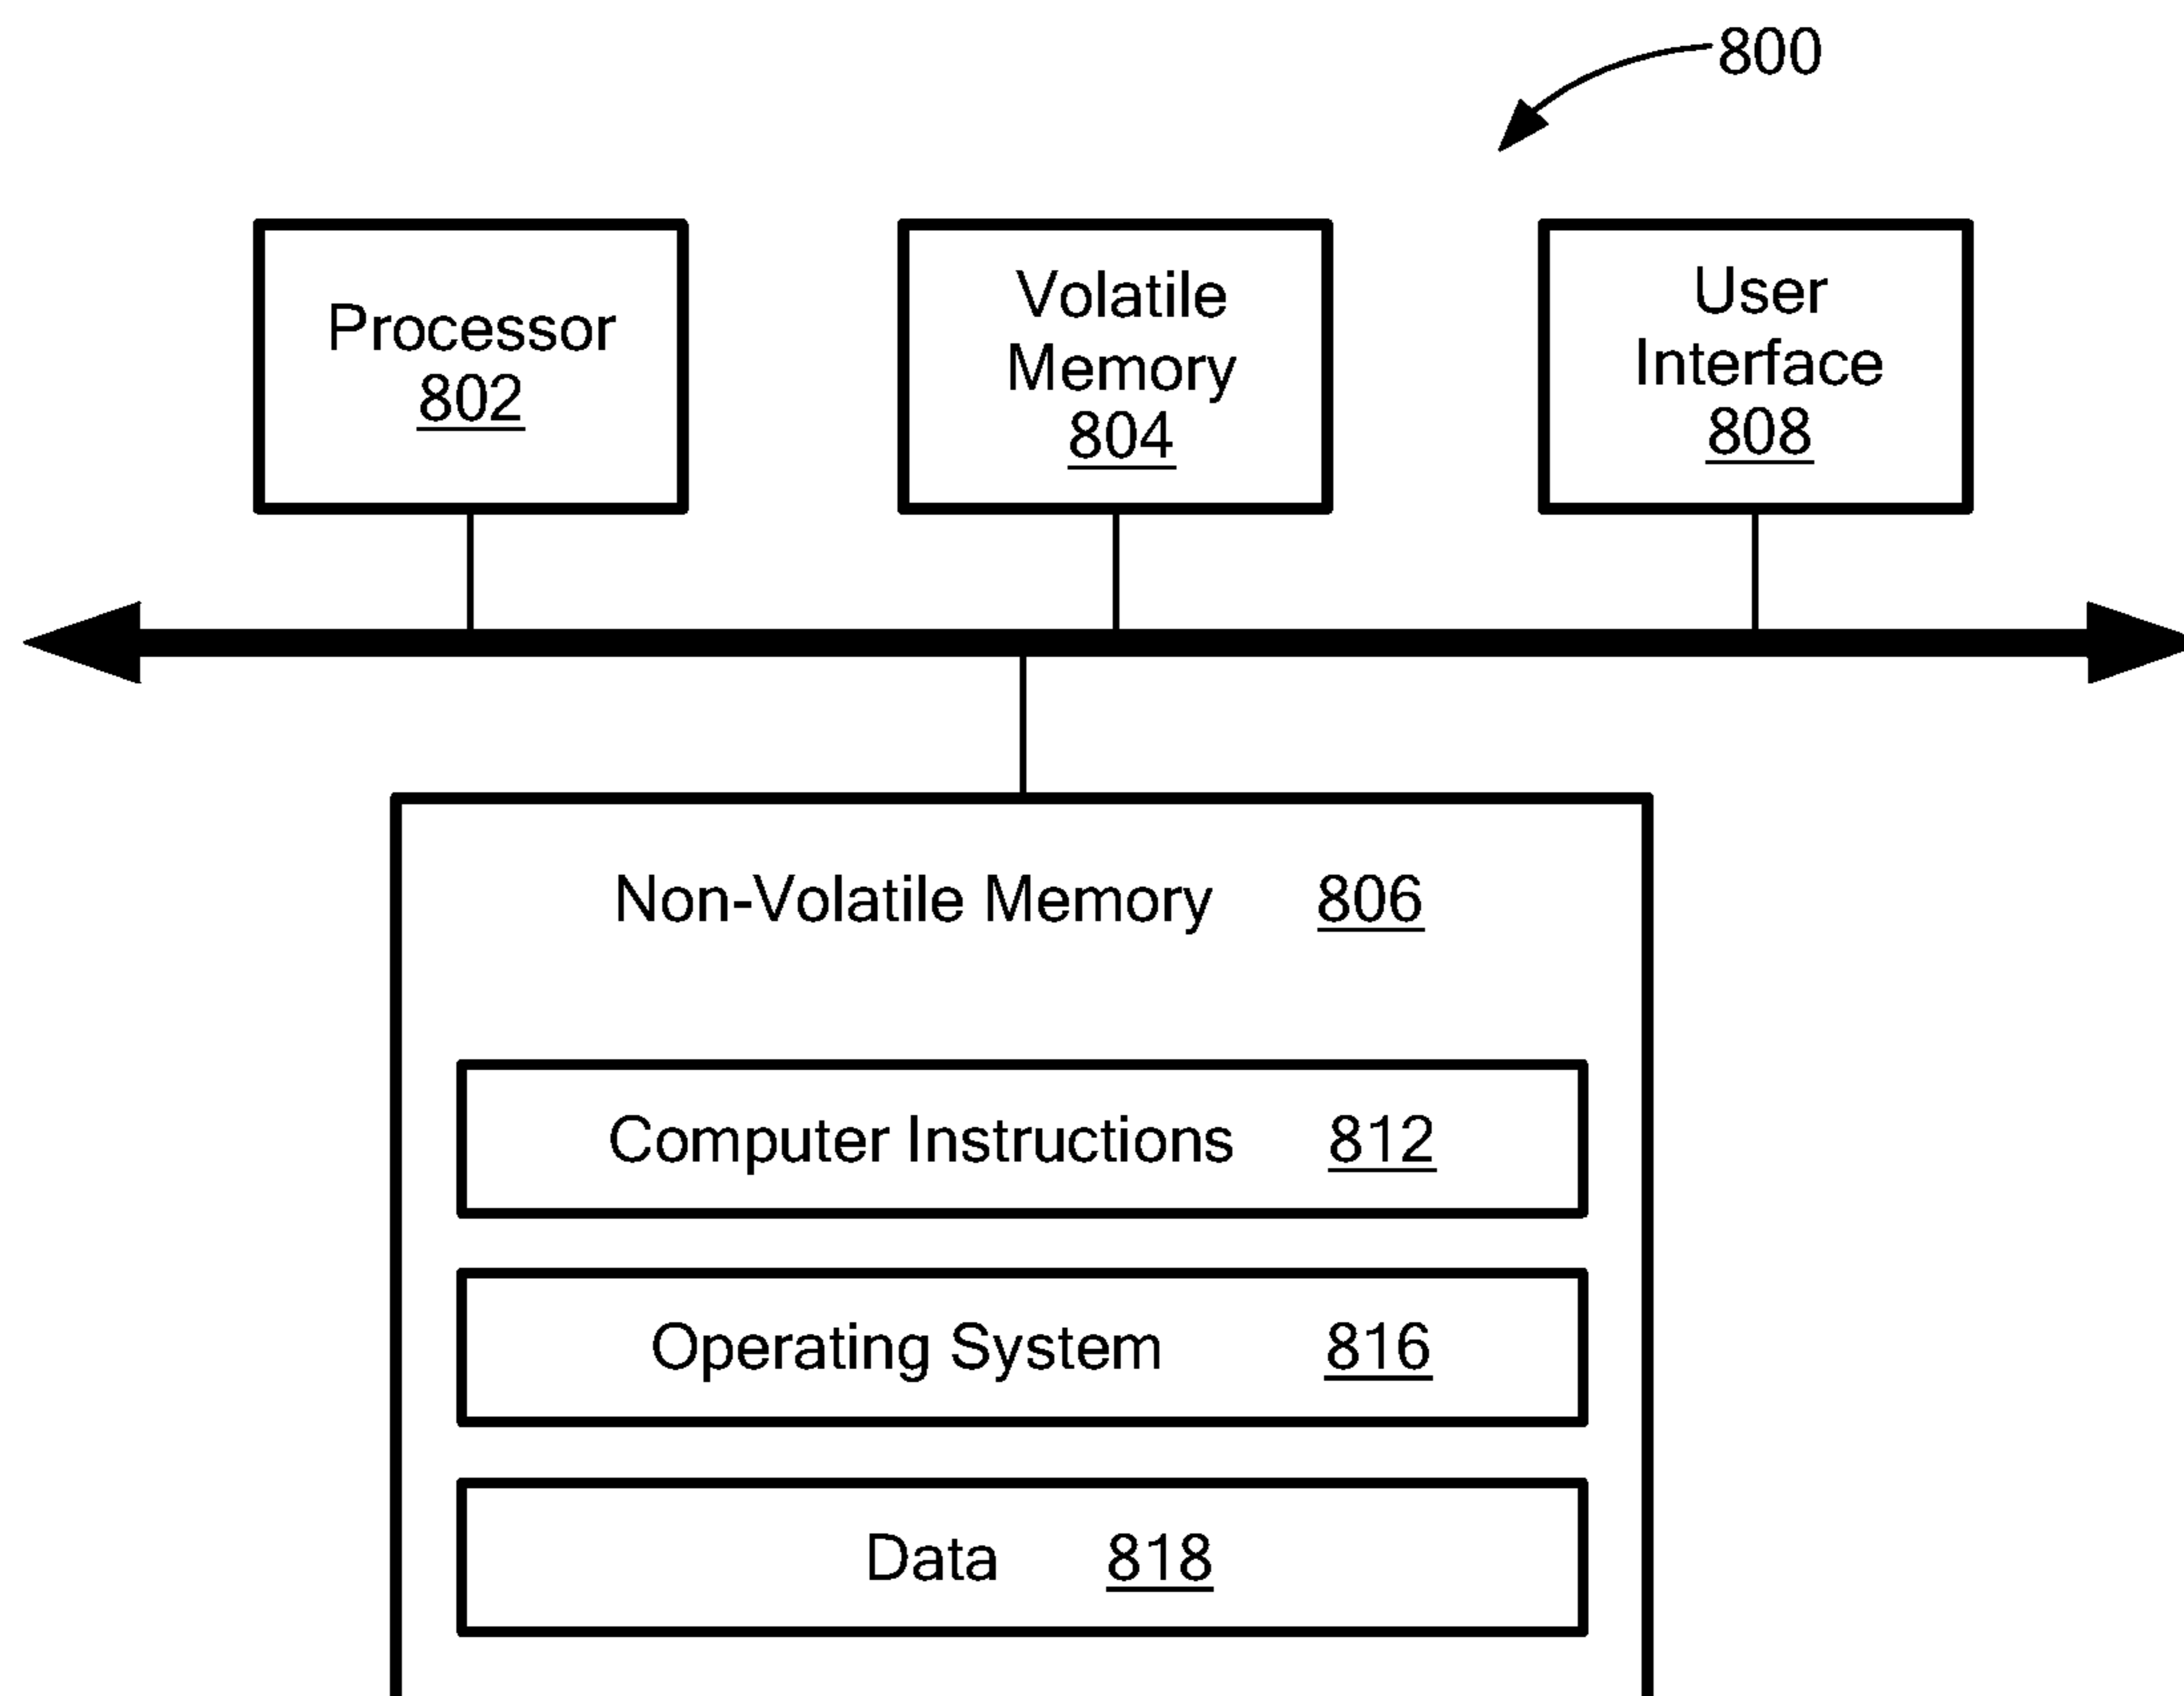 800
Processor
802
Volatile
Memory
804
User
Interface
808
Non-Volatile Memory 806
Computer Instructions 812
Operating System 816
Data 818